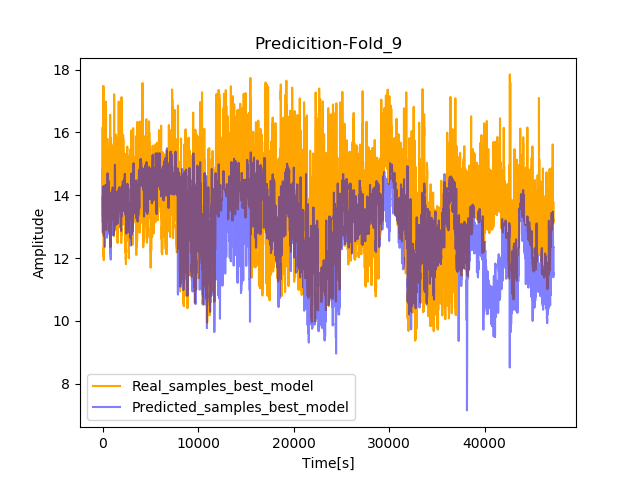 Predicition-Fold_9
18
16
14
12
10
8
Amplitude
Real_samples_best_model
Predicted_samples_best_model
0
10000
20000
30000
40000
Time[s]